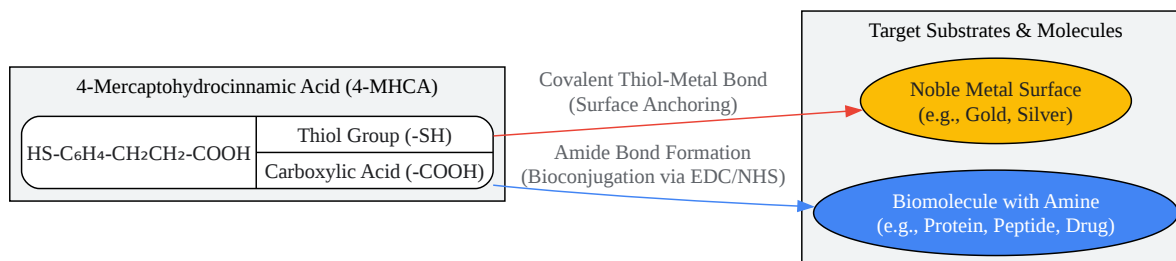 4-Mercaptohydrocinnamic Acid (4-MHCA)
HS-C₆H₄-CH₂CH₂-COOH
Thiol Group (-SH)
Carboxylic Acid (-COOH)
Covalent Thiol-Metal Bond
(Surface Anchoring)
Amide Bond Formation
(Bioconjugation via EDC/NHS)
Target Substrates & Molecules
Noble Metal Surface
(e.g., Gold, Silver)
Biomolecule with Amine
(e.g., Protein, Peptide, Drug)